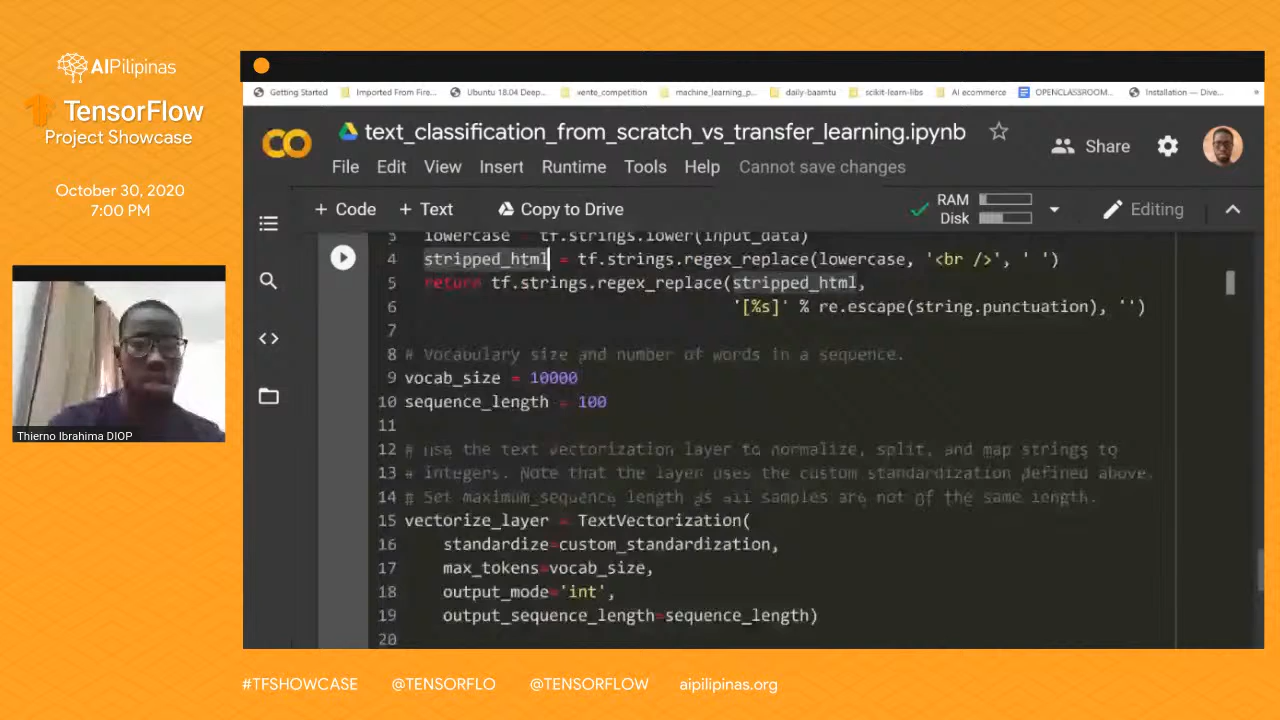 AIPilipinas
TensorFlow
Project Showcase
October 30, 2020
7:00 PM
Thierno Ibrahima DIOP
Getting Started
Imported From Fire...
Ubuntu 18.04 Deep...
machine_learning_p...
daily-baamtu
scikit-learn-libs
AI ecommerce
OPENCLASSROOM...
Installation — Dive...
»
text_classification_from_scratch_vs_transfer_learning.ipynb
Share
File Edit View Insert Runtime Tools Help Cannot save changes
+ Code + Text Copy to Drive
RAM
Disk
Editing
3 lowercase = tf.strings.lower(input_data)
4 stripped_html = tf.strings.regex_replace(lowercase, '<br />', ' ')
5 return tf.strings.regex_replace(stripped_html,
6 '[%s]' % re.escape(string.punctuation), '')
7
8 # Vocabulary size and number of words in a sequence.
9 vocab_size = 10000
10 sequence_length = 100
11
12 # Use the text vectorization layer to normalize, split, and map strings to
13 # integers. Note that the layer uses the custom standardization defined above.
14 # Set maximum_sequence length as all samples are not of the same length.
15 vectorize_layer = TextVectorization(
16 standardize=custom_standardization,
17 max_tokens=vocab_size,
18 output_mode='int',
19 output_sequence_length=sequence_length)
20
#TFSHOWCASE @TENSORFLO @TENSORFLOW aipilipinas.org